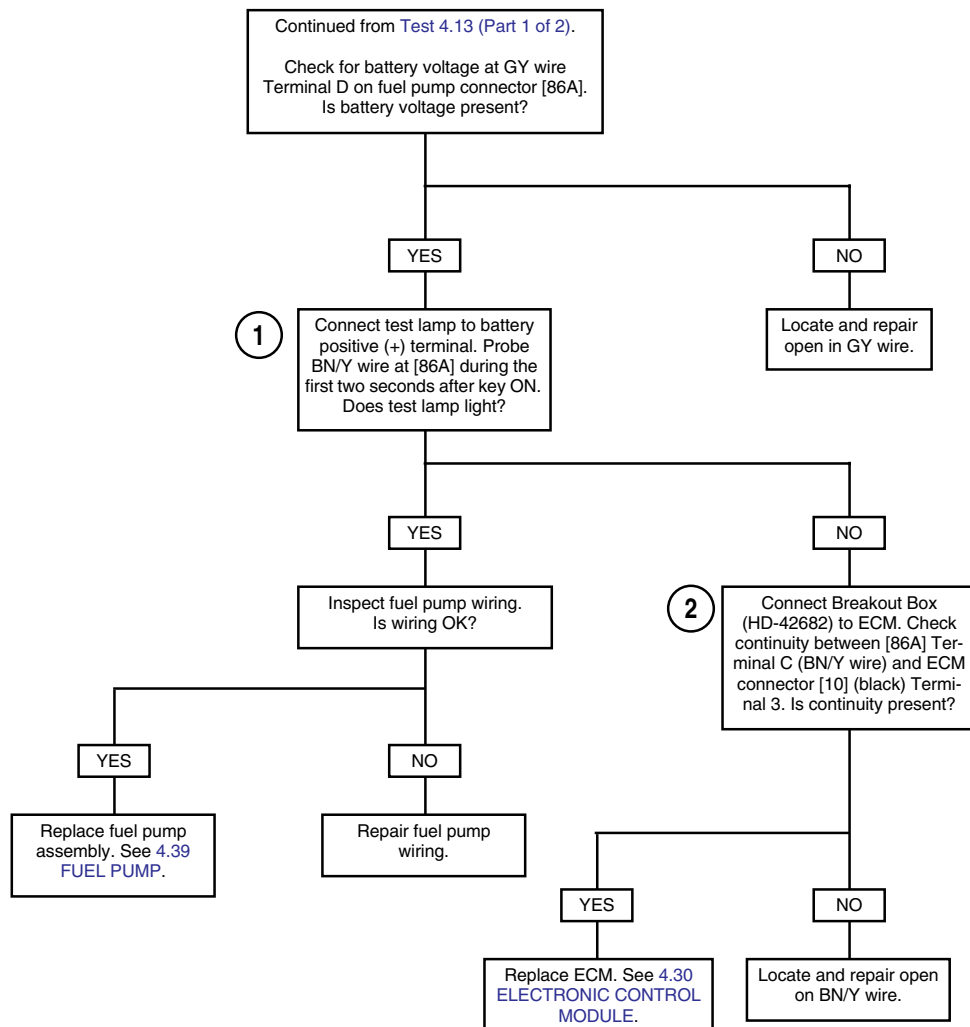 Continued from Test 4.13 (Part 1 of 2).
Check for battery voltage at GY wire
Terminal D on fuel pump connector [86A].
Is battery voltage present?
YES
NO
1
Connect test lamp to battery
positive (+) terminal. Probe
BN/Y wire at [86A] during the
first two seconds after key ON.
Does test lamp light?
Locate and repair
open in GY wire.
YES
NO
Inspect fuel pump wiring.
Is wiring OK?
2
Connect Breakout Box
(HD-42682) to ECM. Check
continuity between [86A] Ter-
minal C (BN/Y wire) and ECM
connector [10] (black) Termi-
nal 3. Is continuity present?
YES
NO
Replace fuel pump
assembly. See 4.39
FUEL PUMP.
Repair fuel pump
wiring.
YES
NO
Replace ECM. See 4.30
ELECTRONIC CONTROL
MODULE.
Locate and repair open
on BN/Y wire.